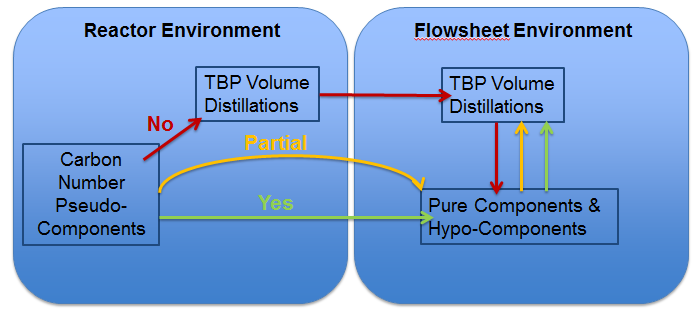 Reactor Environment
Flowsheet Environment
TBP Volume
Distillations
TBP Volume
Distillations
No
Partial
Carbon
Number
Pseudo-
Components
Yes
Pure Components &
Hypo-Components